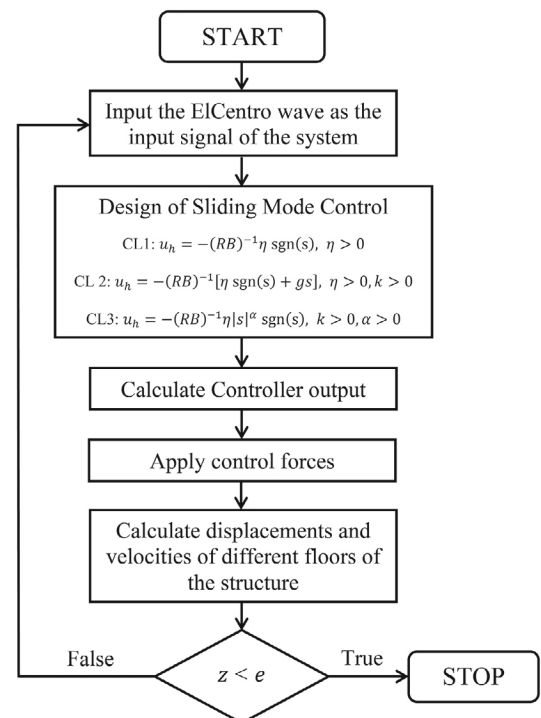 START
Input the ElCentro wave as the
input signal of the system
Design of Sliding Mode Control
CL1: u_h = −(RB)⁻¹η sgn(s), η > 0
CL 2: u_h = −(RB)⁻¹[η sgn(s) + gs], η > 0, k > 0
CL3: u_h = −(RB)⁻¹η|s|^α sgn(s), k > 0, α > 0
Calculate Controller output
Apply control forces
Calculate displacements and
velocities of different floors of
the structure
False
z < e
True
STOP